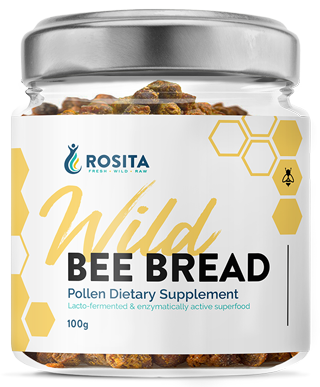 ROSITA
FRESH • WILD • RAW
Wild
BEE BREAD
Pollen Dietary Supplement
Lacto-fermented & enzymatically active superfood
100g